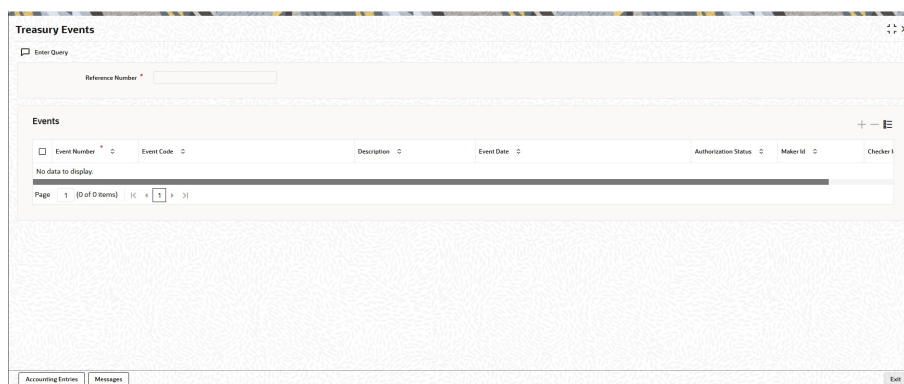 Treasury Events
Enter Query
Reference Number *
Events
Event Number * Event Code Description Event Date Authorization Status Maker Id Checker I
No data to display.
Page 1 (0 of 0 items) 1
Accounting Entries Messages Exit